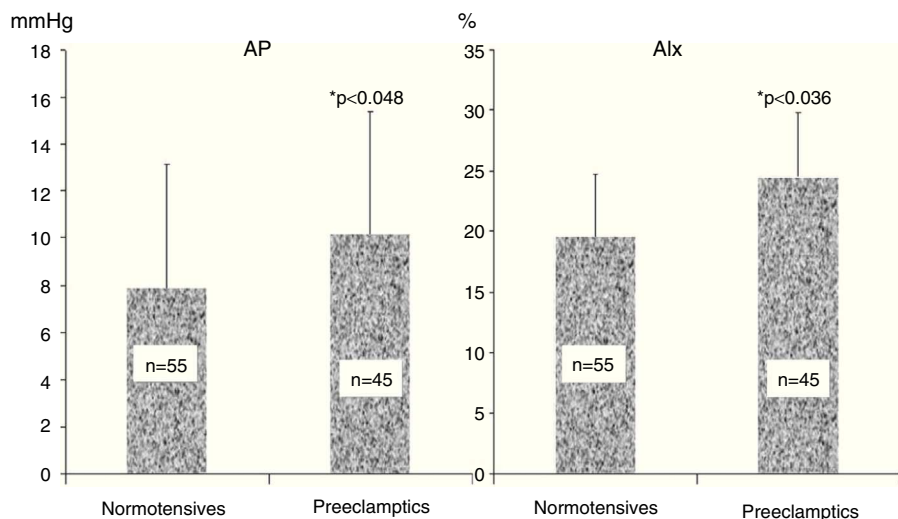 mmHg
AP
18
16
14
12
10
8
6
4
2
0
*p<0.048
n=55
n=45
Normotensives
Preeclamptics
%
AIx
35
30
25
20
15
10
5
0
*p<0.036
n=55
n=45
Normotensives
Preeclamptics